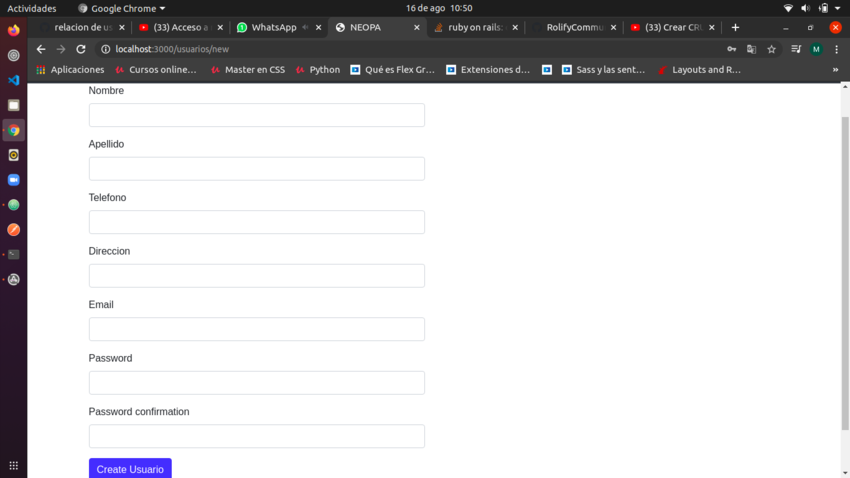 Actividades
Google Chrome
16 de ago 10:50
relacion de us
(33) Acceso a
WhatsApp
NEOPA
ruby on rails:
RolifyCommu
(33) Crear CRU
localhost:3000/usuarios/new
M
Aplicaciones
Cursos online…
Master en CSS
Python
Qué es Flex Gr…
Extensiones d…
Sass y las sent…
Layouts and R…
»
Nombre
Apellido
Telefono
Direccion
Email
Password
Password confirmation
Create Usuario